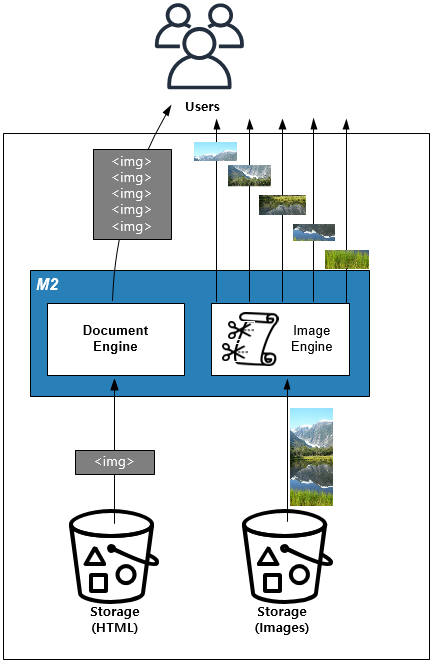 Users
<img>
<img>
<img>
<img>
<img>
M2
Document
Engine
Image
Engine
<img>
Storage
(HTML)
Storage
(Images)